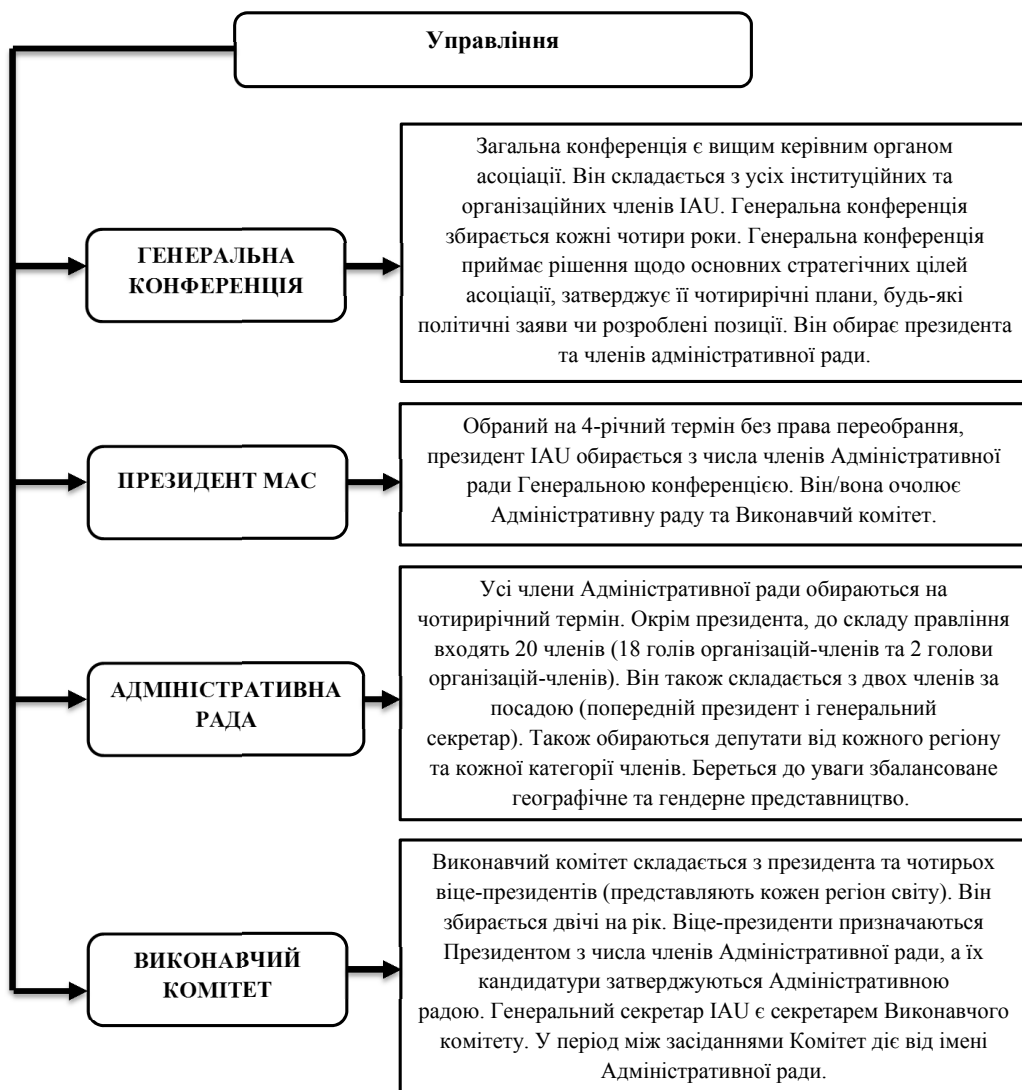 Управління
Загальна конференція є вищим керівним органом
асоціації. Він складається з усіх інституційних та
організаційних членів IAU. Генеральна конференція
збирається кожні чотири роки. Генеральна конференція
приймає рішення щодо основних стратегічних цілей
асоціації, затверджує її чотирирічні плани, будь-які
політичні заяви чи розроблені позиції. Він обирає президента
та членів адміністративної ради.
ГЕНЕРАЛЬНА
КОНФЕРЕНЦІЯ
Обраний на 4-річний термін без права переобрання,
президент IAU обирається з числа членів Адміністративної
ради Генеральною конференцією. Він/вона очолює
Адміністративну раду та Виконавчий комітет.
ПРЕЗИДЕНТ МАС
Усі члени Адміністративної ради обираються на
чотирирічний термін. Окрім президента, до складу правління
входять 20 членів (18 голів організацій-членів та 2 голови
організацій-членів). Він також складається з двох членів за
посадою (попередній президент і генеральний
секретар). Також обираються депутати від кожного регіону
та кожної категорії членів. Береться до уваги збалансоване
географічне та гендерне представництво.
АДМІНІСТРАТИВНА
РАДА
Виконавчий комітет складається з президента та чотирьох
віце-президентів (представляють кожен регіон світу). Він
збирається двічі на рік. Віце-президенти призначаються
Президентом з числа членів Адміністративної ради, а їх
кандидатури затверджуються Адміністративною
радою. Генеральний секретар IAU є секретарем Виконавчого
комітету. У період між засіданнями Комітет діє від імені
Адміністративної ради.
ВИКОНАВЧИЙ
КОМІТЕТ